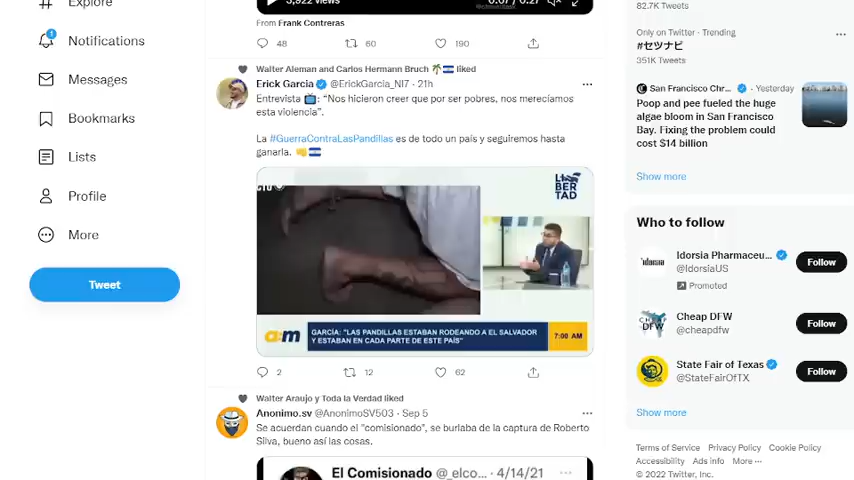 Explore
Notifications
1
Messages
Bookmarks
Lists
Profile
More
Tweet
3,922 views
0:07 / 0:27
From Frank Contreras
48
60
190
Walter Aleman and Carlos Hermann Bruch 🌴🇸🇻 liked
Erick García @ErickGarcia_NI7 · 21h
Entrevista 📺: “Nos hicieron creer que por ser pobres, nos merecíamos
esta violencia”.
La #GuerraContraLasPandillas es de todo un país y seguiremos hasta
ganarla. 👊🇸🇻
LIBERTAD
a:m
GARCÍA: "LAS PANDILLAS ESTABAN RODEANDO A EL SALVADOR
Y ESTABAN EN CADA PARTE DE ESTE PAÍS"
7:00 AM
2
12
62
Walter Araujo y Toda la Verdad liked
Anonimo.sv @AnonimoSV503 · Sep 5
Se acuerdan cuando el "comisionado", se burlaba de la captura de Roberto
Silva, bueno así las cosas.
El Comisionado @_elco... · 4/14/21
82.7K Tweets
Only on Twitter · Trending
#セツナビ
351K Tweets
San Francisco Chr... · Yesterday
Poop and pee fueled the huge
algae bloom in San Francisco
Bay. Fixing the problem could
cost $14 billion
Show more
Who to follow
Idorsia Pharmaceu...
@IdorsiaUS
Promoted
Follow
Cheap DFW
@cheapdfw
Follow
State Fair of Texas
@StateFairOfTX
Follow
Show more
Terms of Service Privacy Policy Cookie Policy
Accessibility Ads info More ···
© 2022 Twitter, Inc.